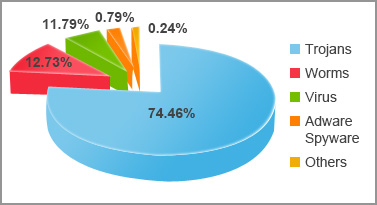 11.79%
0.79%
0.24%
12.73%
74.46%
Trojans
Worms
Virus
Adware
Spyware
Others